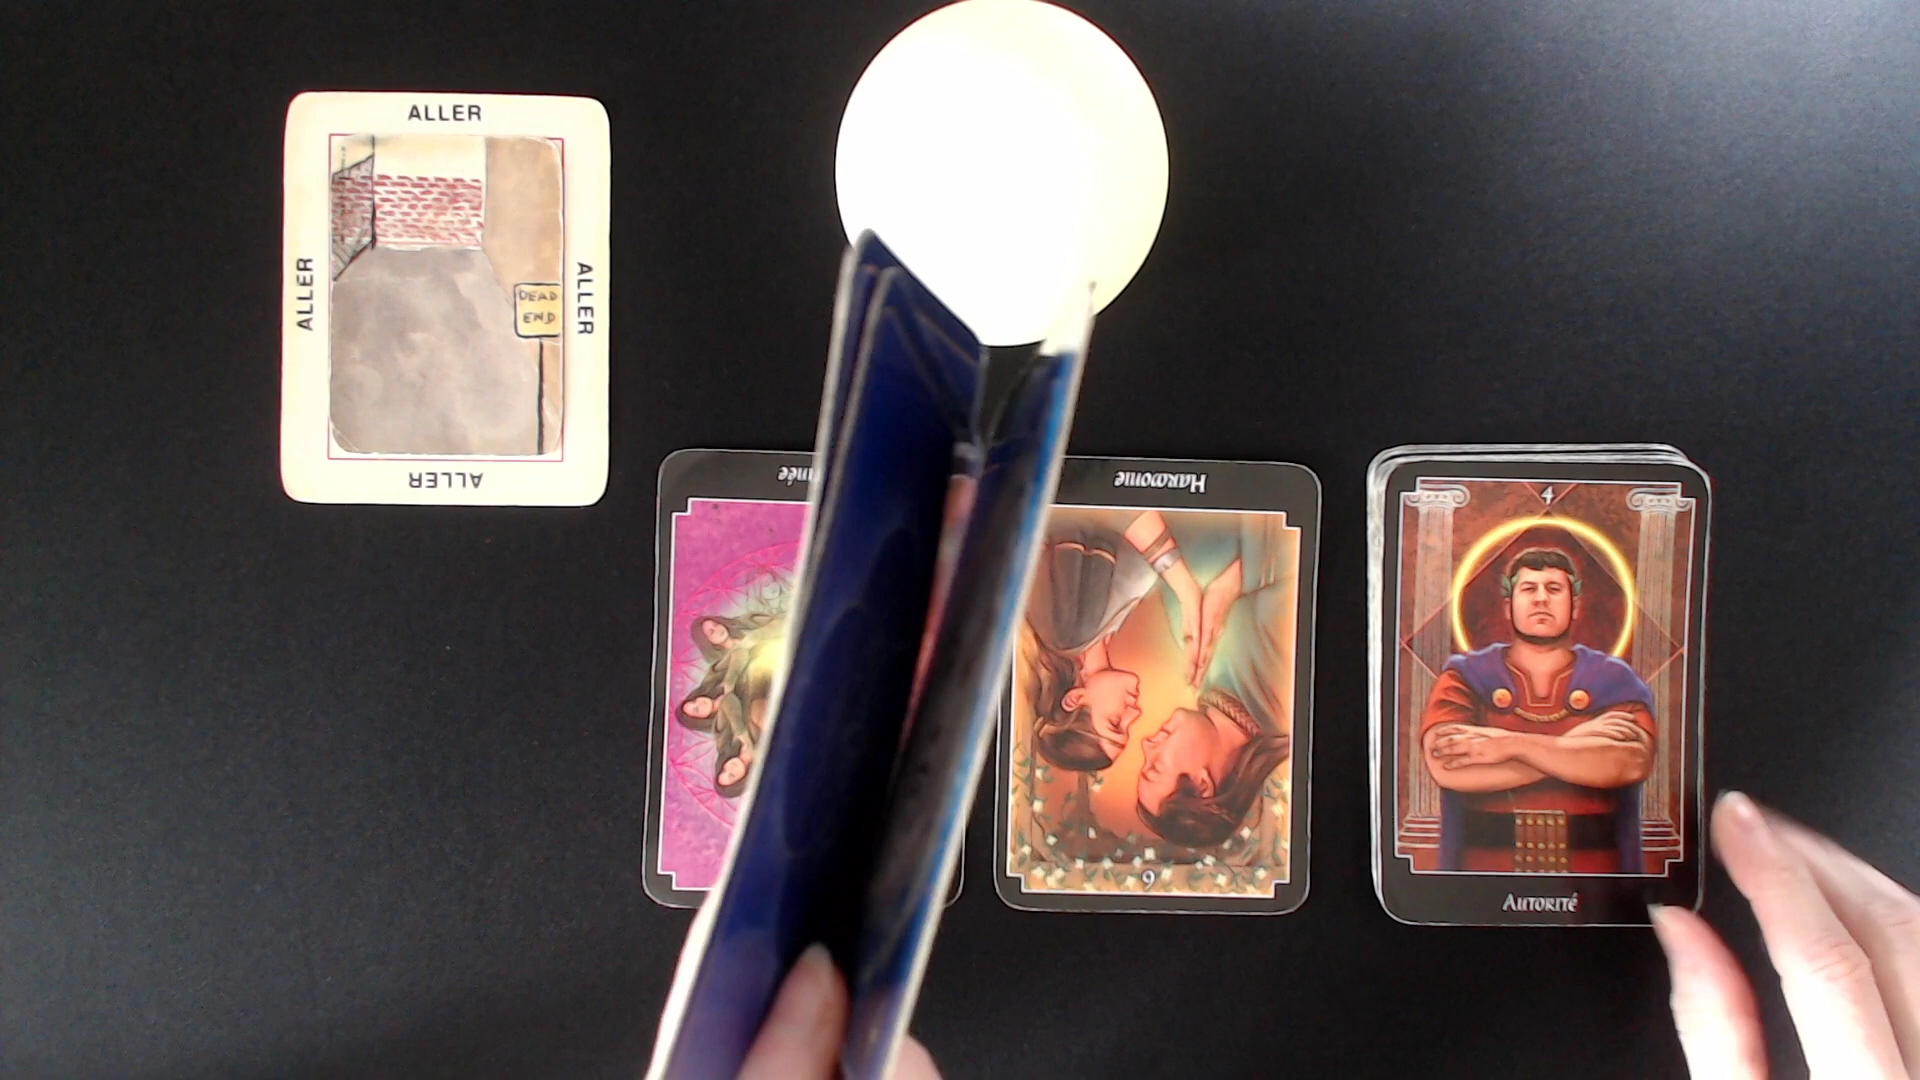 ALLER
ALLER
ALLER
ALLER
DEAD
END
Harmonie
6
4
Autorité